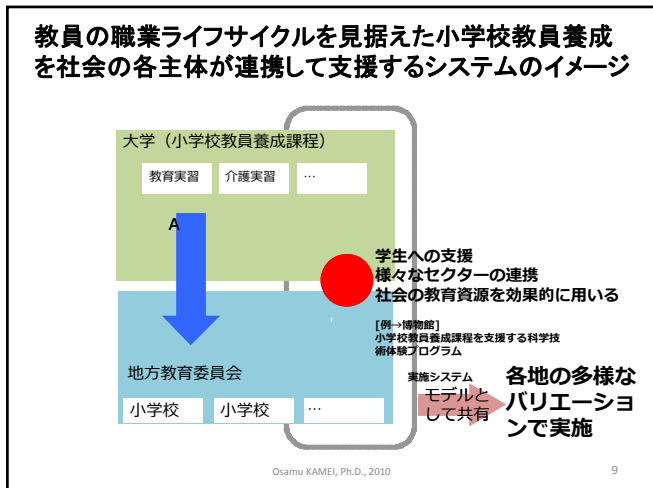 教員の職業ライフサイクルを見据えた小学校教員養成
を社会の各主体が連携して支援するシステムのイメージ
大学（小学校教員養成課程）
教育実習
介護実習
…
A
学生への支援
様々なセクターの連携
社会の教育資源を効果的に用いる
[例→博物館]
小学校教員養成課程を支援する科学技
術体験プログラム
地方教育委員会
小学校
小学校
…
実施システム
モデルと
して共有
各地の多様な
バリエーショ
ンで実施
Osamu KAMEI, Ph.D., 2010
9